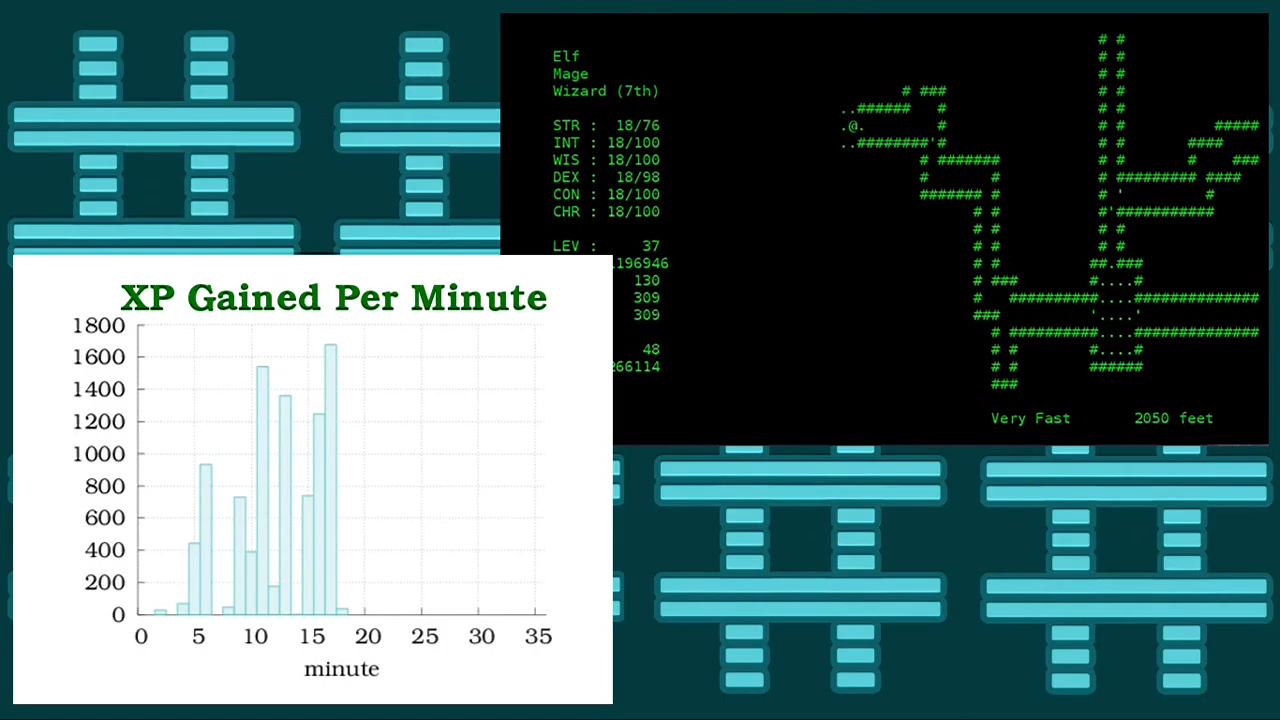 Elf
Mage
Wizard (7th)
STR : 18/76
INT : 18/100
WIS : 18/100
DEX : 18/98
CON : 18/100
CHR : 18/100
LEV : 37
196946
130
309
309
48
266114
Very Fast 2050 feet
XP Gained Per Minute
1800
1600
1400
1200
1000
800
600
400
200
0
0 5 10 15 20 25 30 35
minute